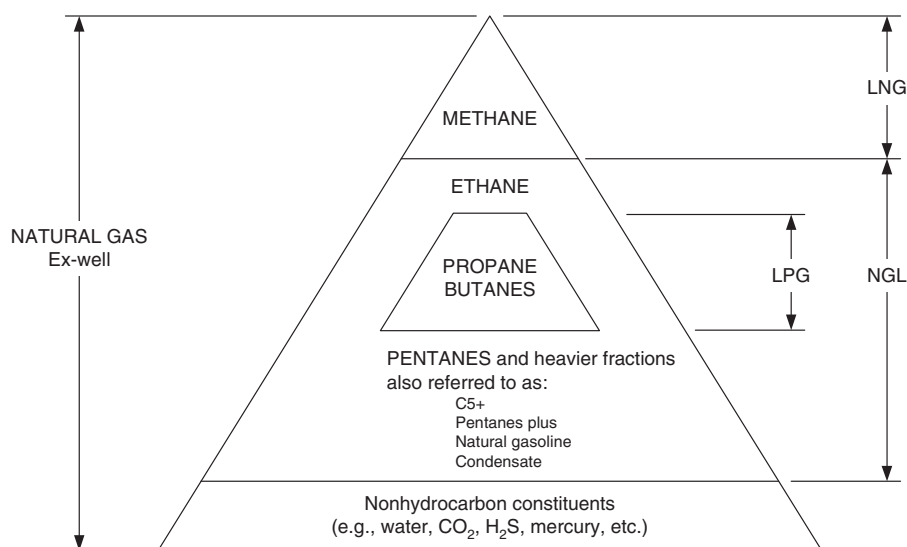 METHANE
LNG
ETHANE
NATURAL GAS
Ex-well
PROPANE
BUTANES
LPG
NGL
PENTANES and heavier fractions
also referred to as:
C5+
Pentanes plus
Natural gasoline
Condensate
Nonhydrocarbon constituents
(e.g., water, CO₂, H₂S, mercury, etc.)